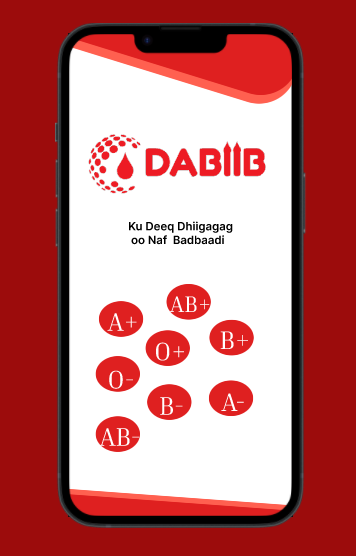 DABIIB
Ku Deeq Dhiigagag
oo Naf Badbaadi
AB+
A+
B+
O+
O-
A-
B-
AB-